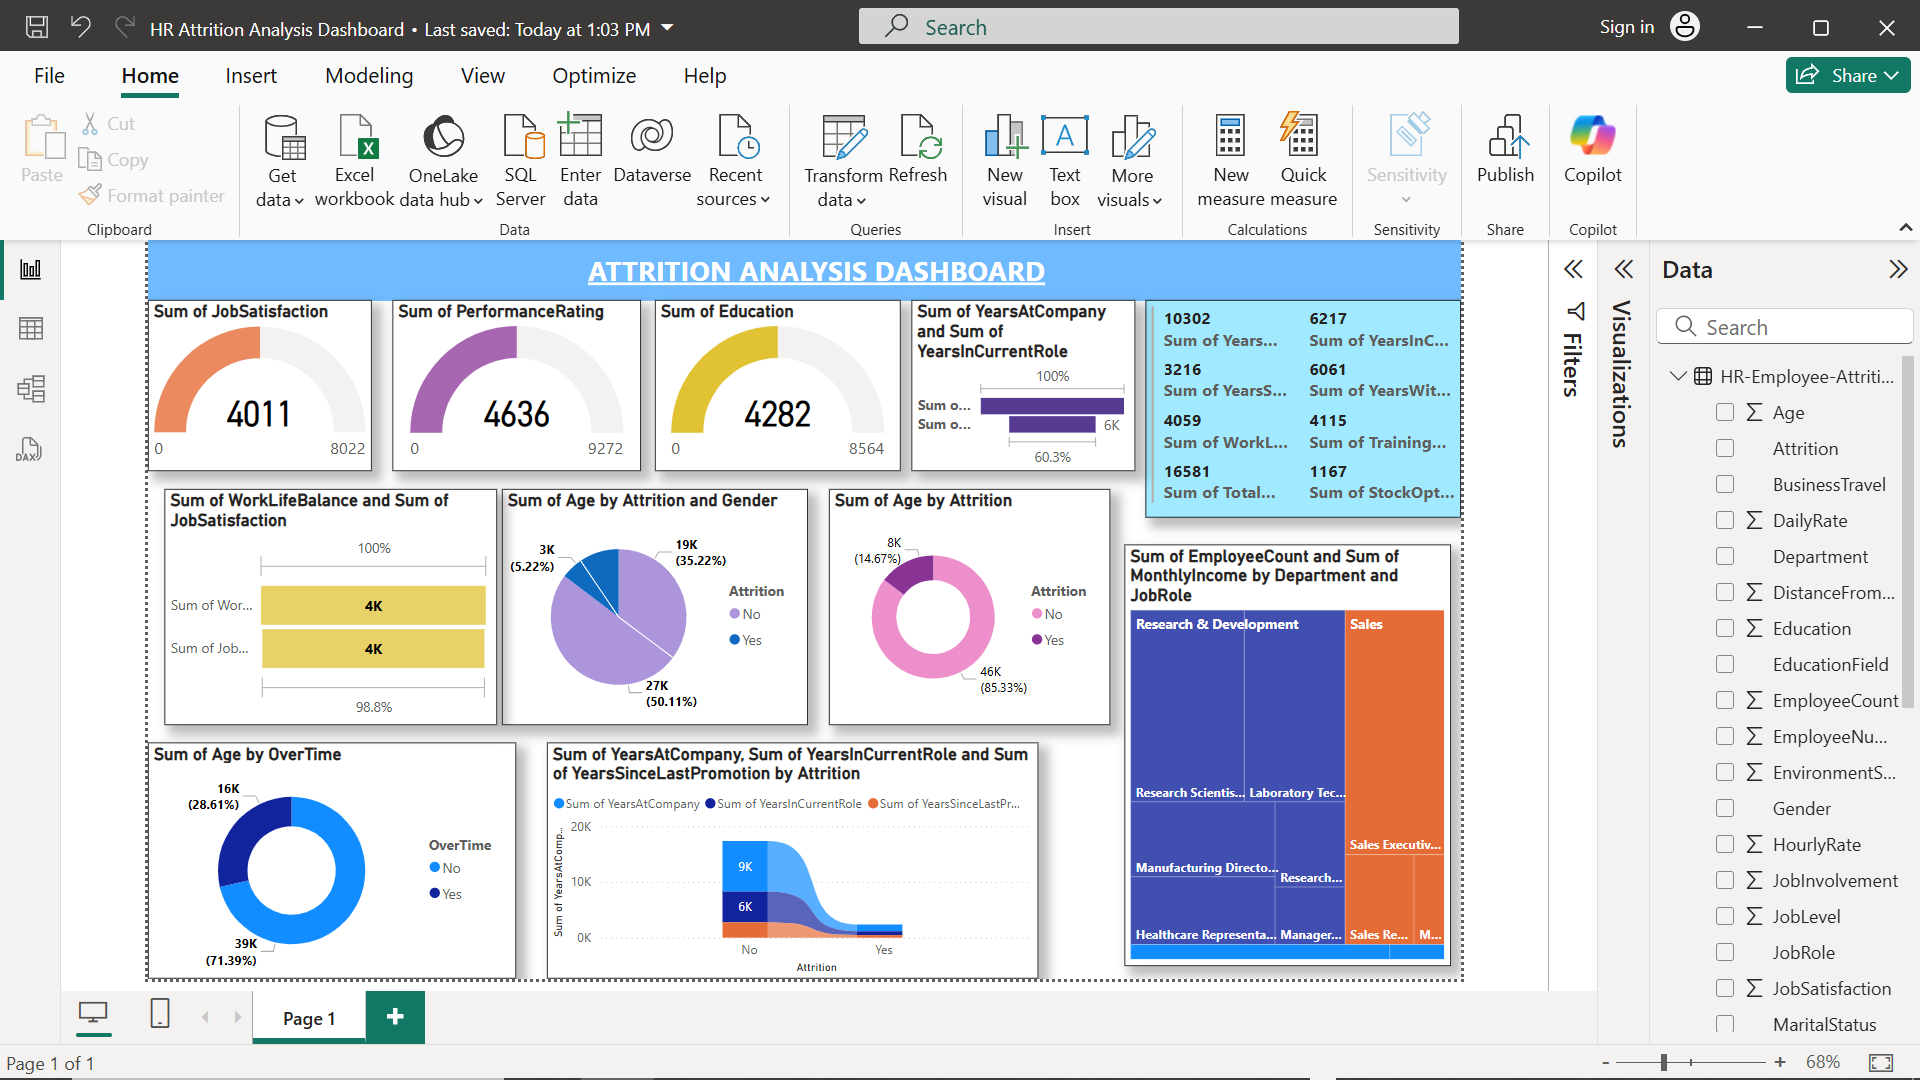 HR Attrition Analysis Dashboard • Last saved: Today at 1:03 PM
Search
Sign in
File
Home
Insert
Modeling
View
Optimize
Help
Share
Paste
Cut
Copy
Format painter
Clipboard
Get
data
Excel
workbook
OneLake
data hub
SQL
Server
Enter
data
Dataverse
Recent
sources
Data
Transform
data
Refresh
Queries
New
visual
Text
box
More
visuals
Insert
New
measure
Quick
measure
Calculations
Sensitivity
Sensitivity
Publish
Share
Copilot
Copilot
ATTRITION ANALYSIS DASHBOARD
Sum of JobSatisfaction
4011
0
8022
Sum of PerformanceRating
4636
0
9272
Sum of Education
4282
0
8564
Sum of YearsAtCompany
and Sum of
YearsInCurrentRole
100%
Sum o...
Sum o...
6K
60.3%
10302
Sum of Years...
6217
Sum of YearsInC...
3216
Sum of YearsS...
6061
Sum of YearsWit...
4059
Sum of WorkL...
4115
Sum of Training...
16581
Sum of Total...
1167
Sum of StockOpt...
Sum of WorkLifeBalance and Sum of
JobSatisfaction
100%
Sum of Wor...
4K
Sum of Job...
4K
98.8%
Sum of Age by Attrition and Gender
3K
(5.22%)
19K
(35.22%)
27K
(50.11%)
Attrition
No
Yes
Sum of Age by Attrition
8K
(14.67%)
46K
(85.33%)
Attrition
No
Yes
Sum of EmployeeCount and Sum of
MonthlyIncome by Department and
JobRole
Research & Development
Sales
Research Scientis...
Laboratory Tec...
Manufacturing Directo...
Research...
Sales Executiv...
Healthcare Representa...
Manager...
Sales Re...
M...
Sum of Age by OverTime
16K
(28.61%)
39K
(71.39%)
OverTime
No
Yes
Sum of YearsAtCompany, Sum of YearsInCurrentRole and Sum
of YearsSinceLastPromotion by Attrition
Sum of YearsAtCompany
Sum of YearsInCurrentRole
Sum of YearsSinceLastPr...
Sum of YearsAtComp...
20K
10K
0K
9K
6K
No
Yes
Attrition
Filters
Visualizations
Data
Search
HR-Employee-Attriti...
Age
Attrition
BusinessTravel
DailyRate
Department
DistanceFrom...
Education
EducationField
EmployeeCount
EmployeeNu...
EnvironmentS...
Gender
HourlyRate
JobInvolvement
JobLevel
JobRole
JobSatisfaction
MaritalStatus
Page 1
Page 1 of 1
- + 68%
DAX